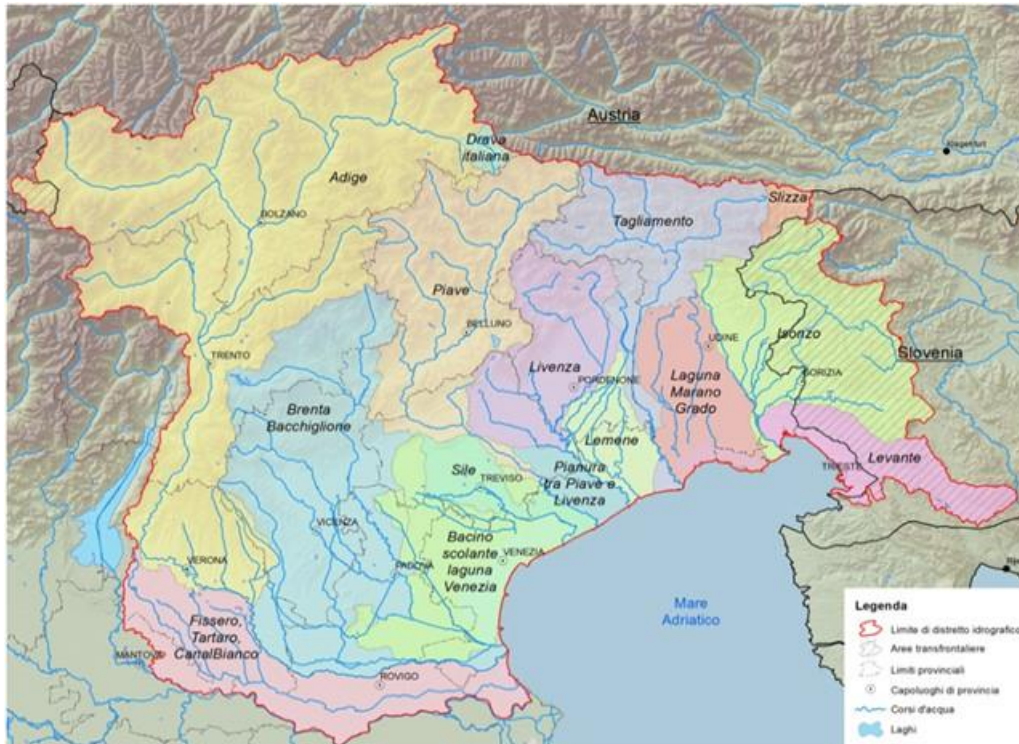 Austria
Klagenfurt
Drava
italiana
Adige
Slizza
BOLZANO
Tagliamento
Piave
BELLUNO
UDINE
Isonzo
Slovenia
TRENTO
Livenza
PORDENONE
Laguna
Marano
Grado
GORIZIA
Brenta
Bacchiglione
Lemene
Levante
TRIESTE
Sile
TREVISO
Pianura
tra Piave e
Livenza
VICENZA
Bacino
scolante
laguna
Venezia
VENEZIA
PADOVA
VERONA
Fissero,
Tartaro,
CanalBianco
MANTOVA
ROVIGO
Mare
Adriatico
Legenda
Limite di distretto idrografico
Aree transfrontaliere
Limiti provinciali
Capoluoghi di provincia
Corsi d'acqua
Laghi